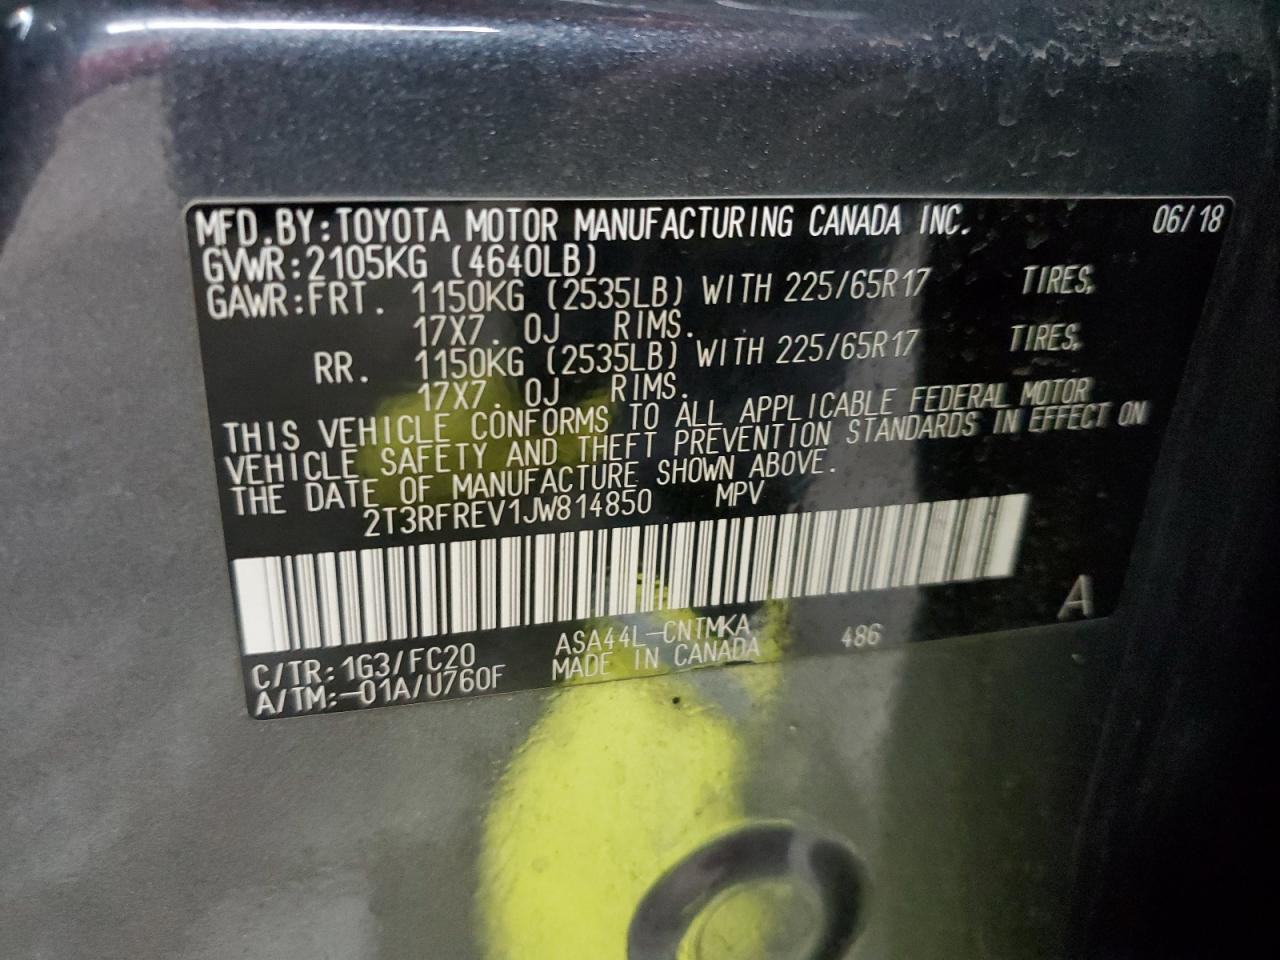 MFD.BY:TOYOTA MOTOR MANUFACTURING CANADA INC. 06/18
GVWR:2105KG (4640LB)
GAWR:FRT. 1150KG (2535LB) WITH 225/65R17 TIRES,
17X7. 0J RIMS.
RR. 1150KG (2535LB) WITH 225/65R17 TIRES,
17X7. 0J RIMS.
THIS VEHICLE CONFORMS TO ALL APPLICABLE FEDERAL MOTOR
VEHICLE SAFETY AND THEFT PREVENTION STANDARDS IN EFFECT ON
THE DATE OF MANUFACTURE SHOWN ABOVE.
2T3RFREV1JW814850 MPV
A
C/TR:1G3/FC20 ASA44L-CNTMKA 486
A/TM:-01A/U760F MADE IN CANADA